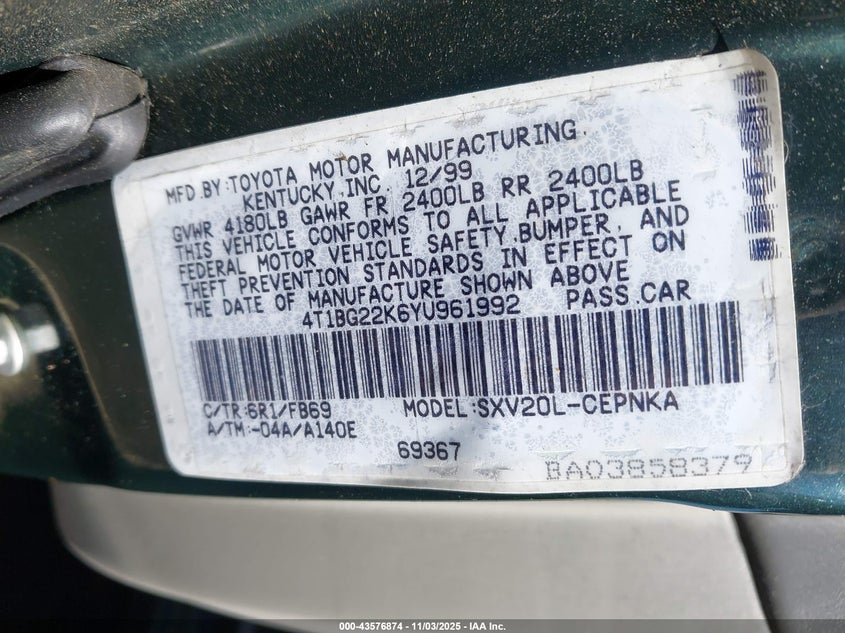 MFD.BY:TOYOTA MOTOR MANUFACTURING,
KENTUCKY,INC. 12/99
GVWR 4180LB GAWR FR 2400LB RR 2400LB
THIS VEHICLE CONFORMS TO ALL APPLICABLE
FEDERAL MOTOR VEHICLE SAFETY,BUMPER, AND
THEFT PREVENTION STANDARDS IN EFFECT ON
THE DATE OF MANUFACTURE SHOWN ABOVE
4T1BG22K6YU961992 PASS.CAR
C/TR:6R1/FB69 MODEL:SXV20L-CEPNKA
A/TM:-04A/A140E
69367
BA03858379
000-43576874 - 11/03/2025 - IAA Inc.